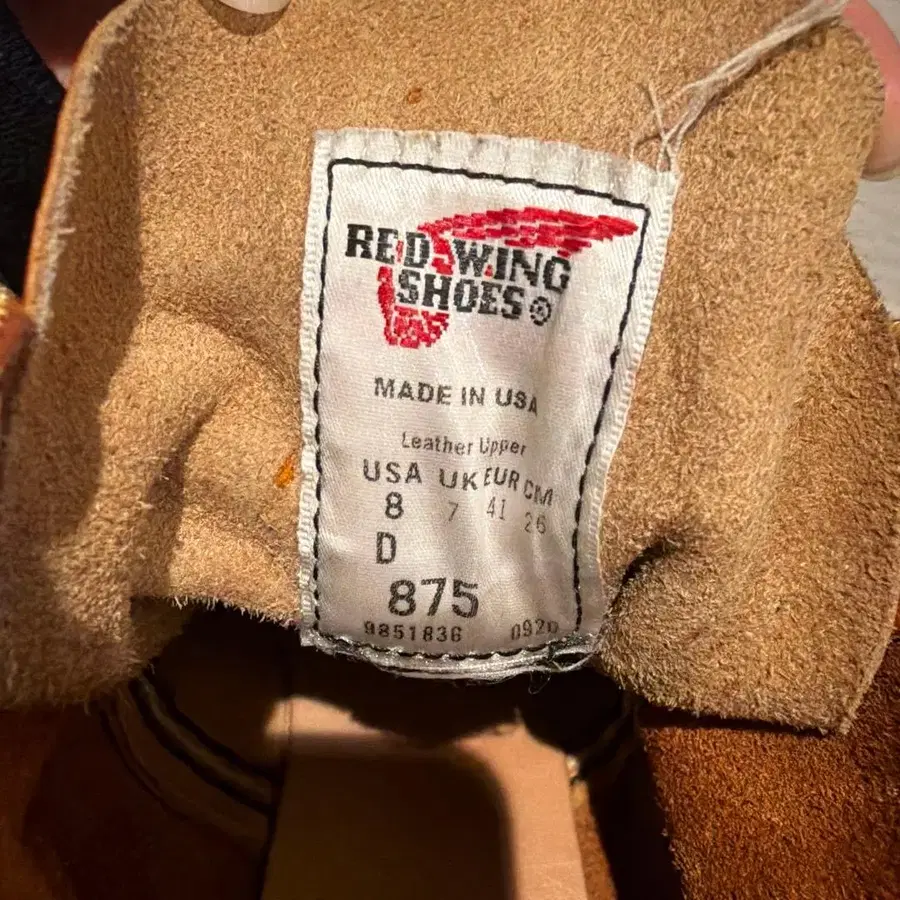 RED WING
SHOES®
MADE IN USA
Leather Upper
USA UK EUR CM
8 7 41 26
D
875
9851836 0920